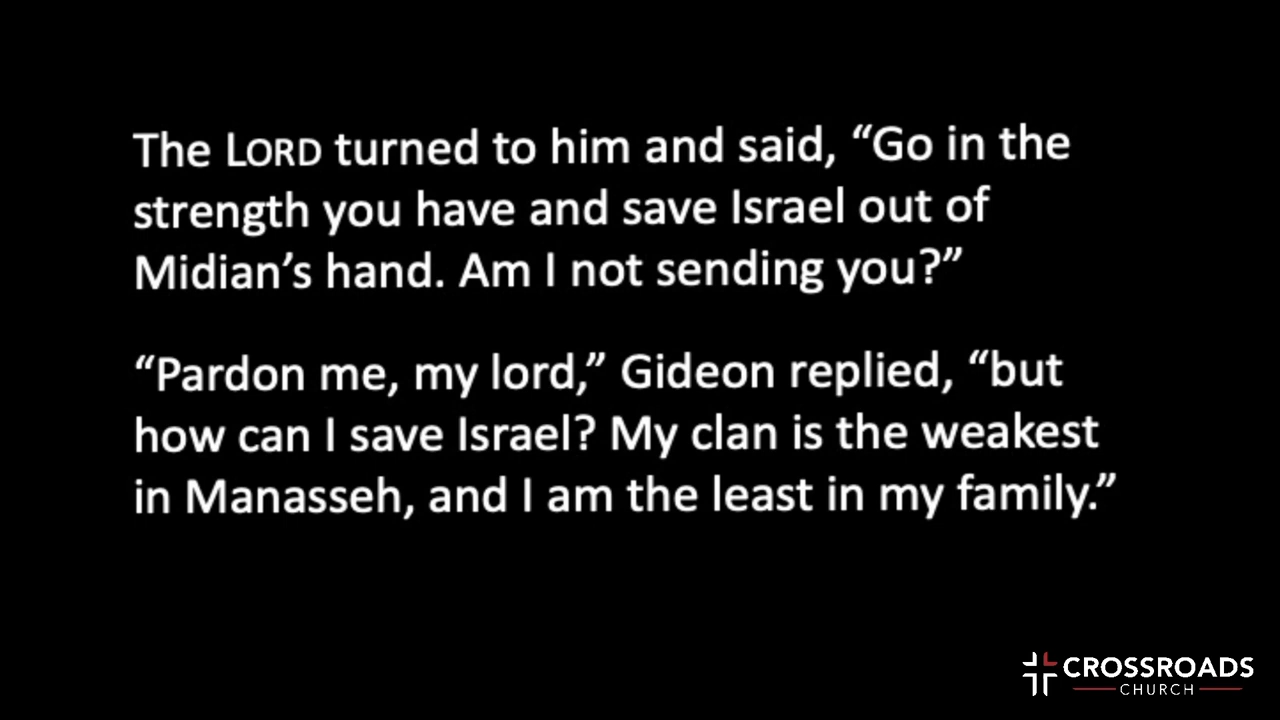 The LORD turned to him and said, “Go in the
strength you have and save Israel out of
Midian’s hand. Am I not sending you?”
“Pardon me, my lord,” Gideon replied, “but
how can I save Israel? My clan is the weakest
in Manasseh, and I am the least in my family.”
CROSSROADS
CHURCH